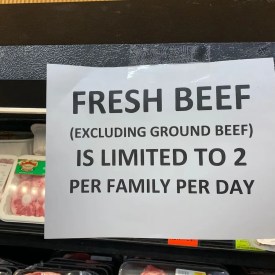 FRESH BEEF
(EXCLUDING GROUND BEEF)
IS LIMITED TO 2
PER FAMILY PER DAY